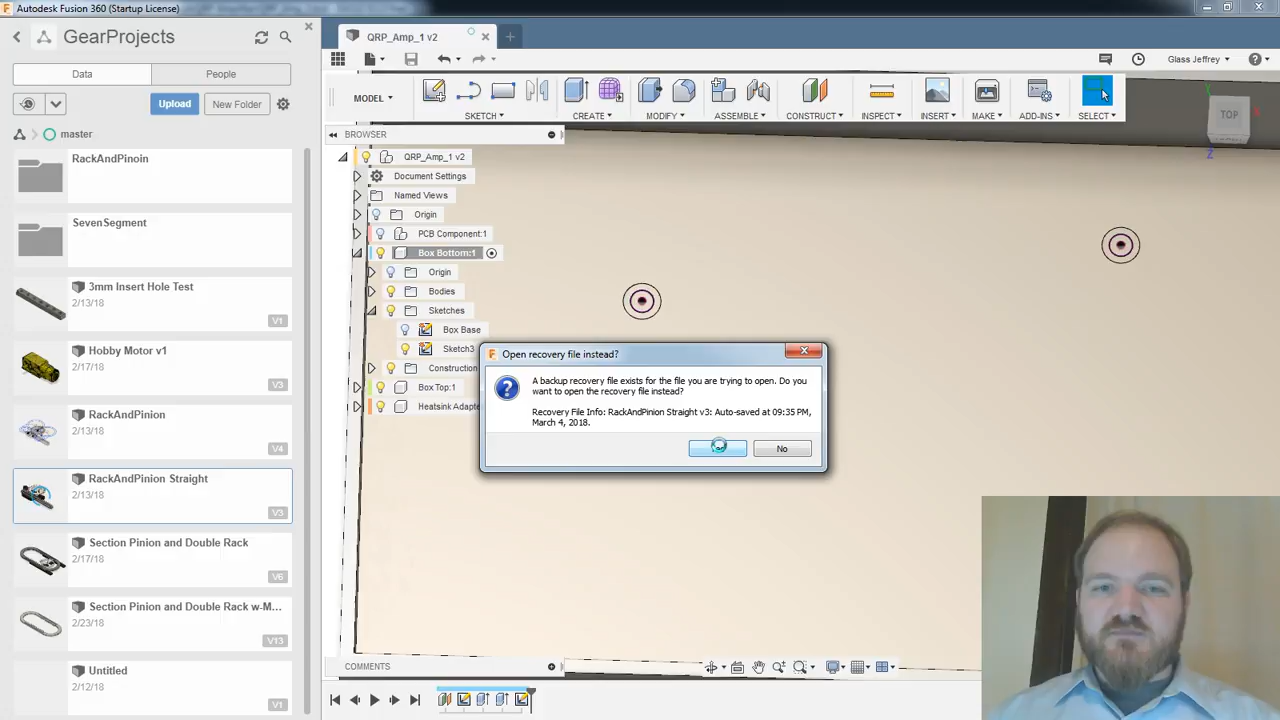 Autodesk Fusion 360 (Startup License)
GearProjects
QRP_Amp_1 v2
Glass Jeffrey
Data
People
Upload
New Folder
MODEL
SKETCH
CREATE
MODIFY
ASSEMBLE
CONSTRUCT
INSPECT
INSERT
MAKE
ADD-INS
SELECT
TOP
Z
master
BROWSER
RackAndPinoin
SevenSegment
3mm Insert Hole Test
2/13/18
V1
Hobby Motor v1
2/17/18
V3
RackAndPinion
2/13/18
V4
RackAndPinion Straight
2/13/18
V3
Section Pinion and Double Rack
2/17/18
V6
Section Pinion and Double Rack w-M...
2/23/18
V13
Untitled
2/12/18
V1
QRP_Amp_1 v2
Document Settings
Named Views
Origin
PCB Component:1
Box Bottom:1
Origin
Bodies
Sketches
Box Base
Sketch3
Construction
Box Top:1
Heatsink Adapte
Open recovery file instead?
A backup recovery file exists for the file you are trying to open. Do you
want to open the recovery file instead?
Recovery File Info: RackAndPinion Straight v3: Auto-saved at 09:35 PM,
March 4, 2018.
No
COMMENTS